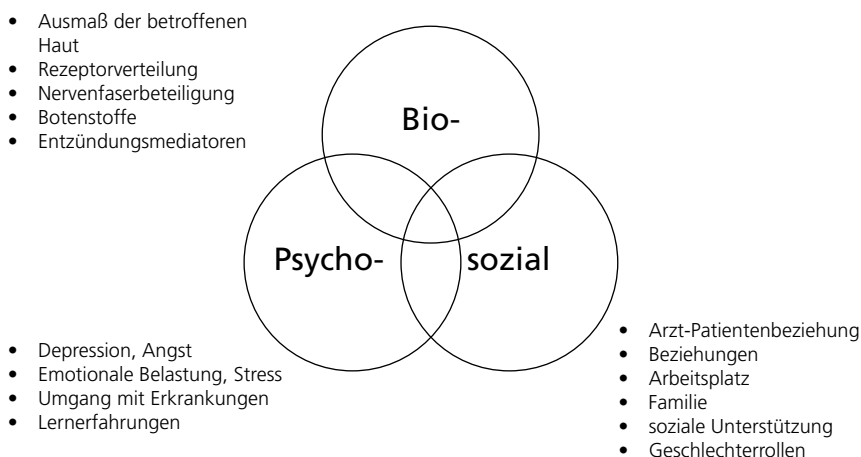 • Ausmaß der betroffenen
Haut
• Rezeptorverteilung
• Nervenfaserbeteiligung
• Botenstoffe
• Entzündungsmediatoren
Bio-
Psycho-
sozial
• Depression, Angst
• Emotionale Belastung, Stress
• Umgang mit Erkrankungen
• Lernerfahrungen
• Arzt-Patientenbeziehung
• Beziehungen
• Arbeitsplatz
• Familie
• soziale Unterstützung
• Geschlechterrollen